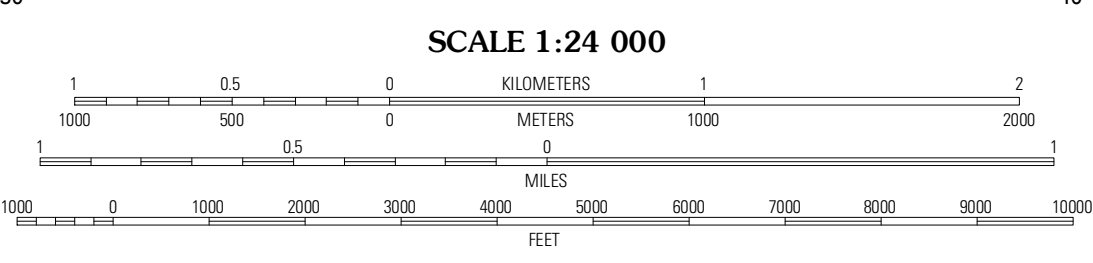 SCALE 1:24 000
1 0.5 0 KILOMETERS 1 2
1000 500 0 METERS 1000 2000
1 0.5 0 1
MILES
1000 0 1000 2000 3000 4000 5000 6000 7000 8000 9000 10000
FEET